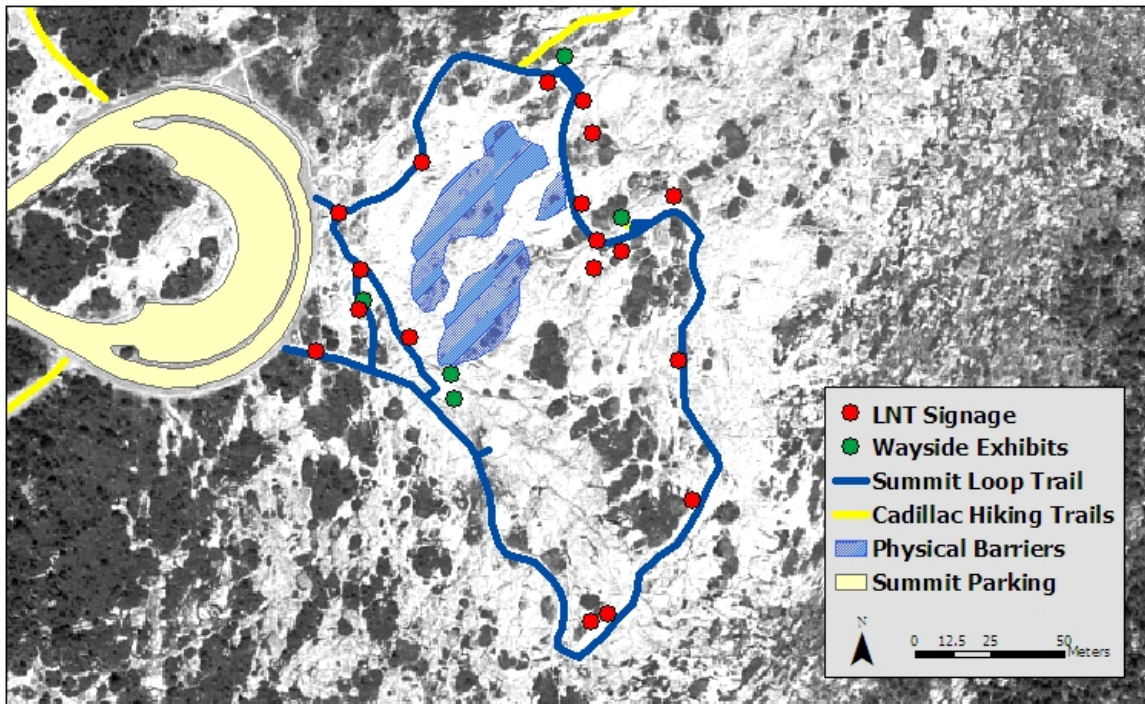 LNT Signage
Wayside Exhibits
Summit Loop Trail
Cadillac Hiking Trails
Physical Barriers
Summit Parking
N
0 12.5 25 50
Meters